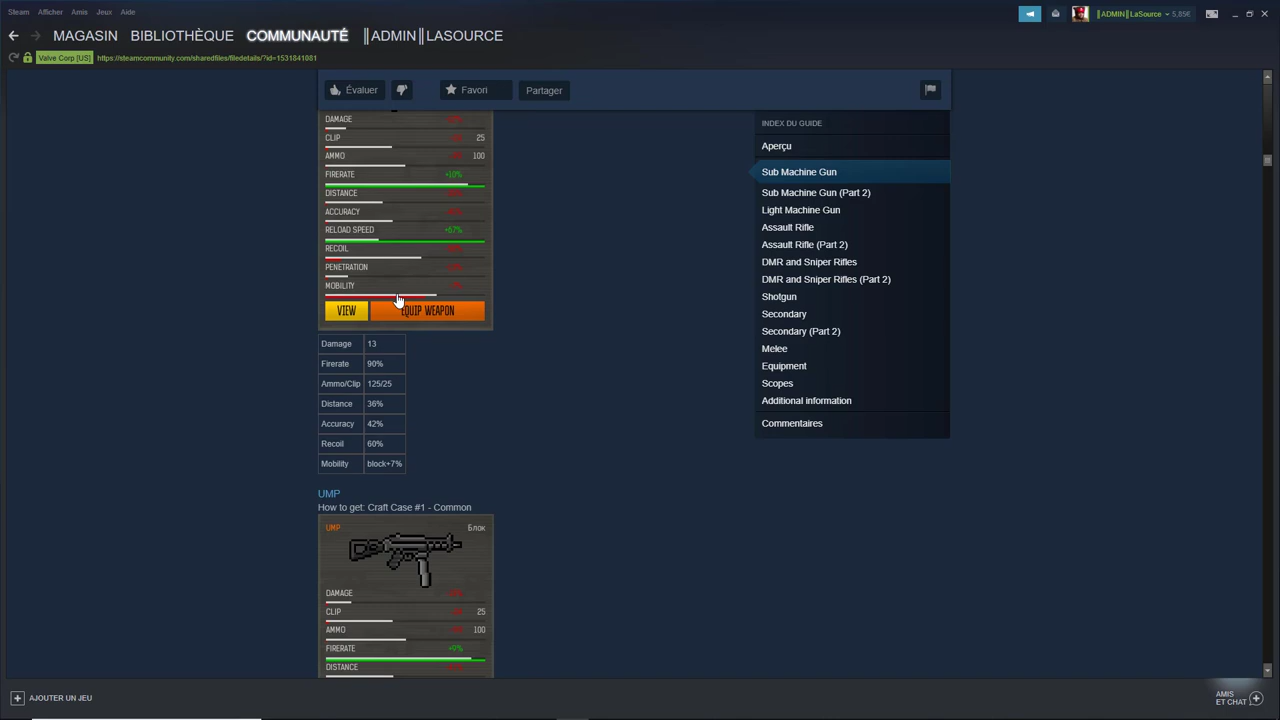 Steam Afficher Amis Jeux Aide
║ADMIN║LaSource 5,856
MAGASIN BIBLIOTHÈQUE COMMUNAUTÉ ║ADMIN║LASOURCE
Valve Corp [US] https://steamcommunity.com/sharedfiles/filedetails/?id=1531841081
Évaluer Favori Partager
DAMAGE
CLIP 25
AMMO 100
FIRERATE +10%
DISTANCE
ACCURACY
RELOAD SPEED +67%
RECOIL
PENETRATION
MOBILITY
VIEW EQUIP WEAPON
Damage 13
Firerate 90%
Ammo/Clip 125/25
Distance 36%
Accuracy 42%
Recoil 60%
Mobility block+7%
UMP
How to get: Craft Case #1 - Common
UMP Блок
DAMAGE
CLIP 25
AMMO 100
FIRERATE +9%
DISTANCE
INDEX DU GUIDE
Aperçu
Sub Machine Gun
Sub Machine Gun (Part 2)
Light Machine Gun
Assault Rifle
Assault Rifle (Part 2)
DMR and Sniper Rifles
DMR and Sniper Rifles (Part 2)
Shotgun
Secondary
Secondary (Part 2)
Melee
Equipment
Scopes
Additional information
Commentaires
AJOUTER UN JEU
AMIS
ET CHAT